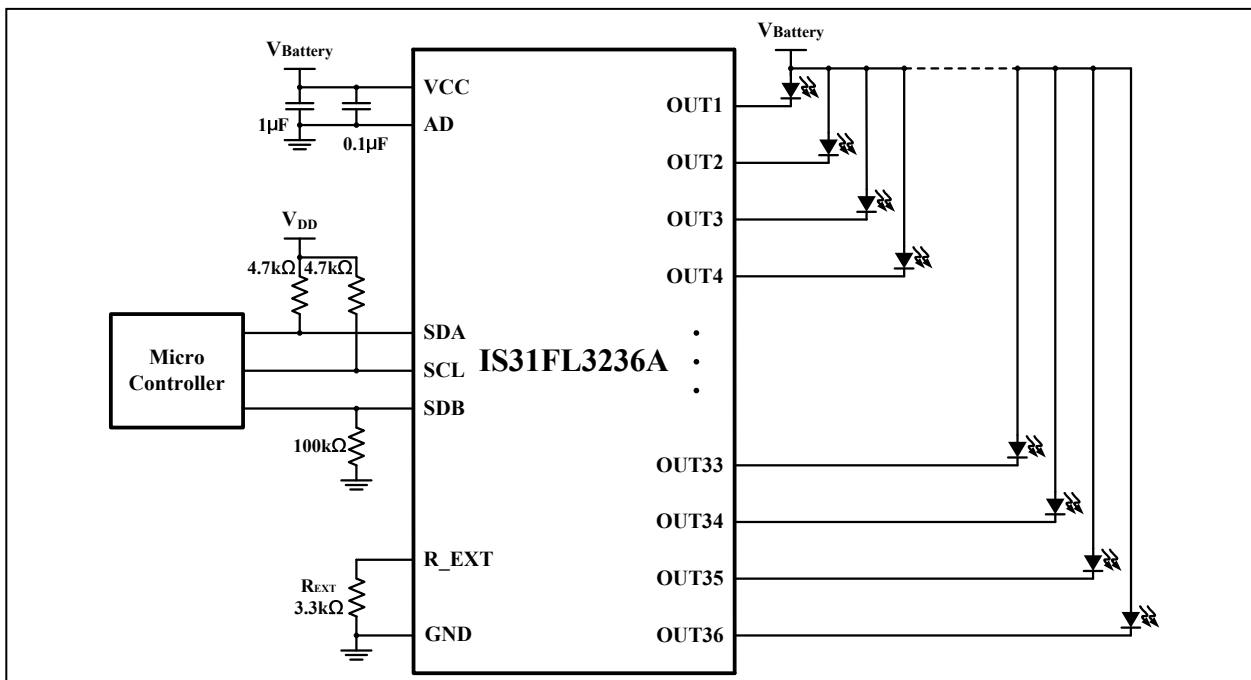 VBattery
VBattery
VCC
OUT1
1µF
AD
0.1µF
OUT2
OUT3
VDD
4.7kΩ 4.7kΩ
OUT4
SDA
Micro
Controller
IS31FL3236A
SCL
SDB
100kΩ
OUT33
OUT34
R_EXT
OUT35
REXT
3.3kΩ
GND
OUT36